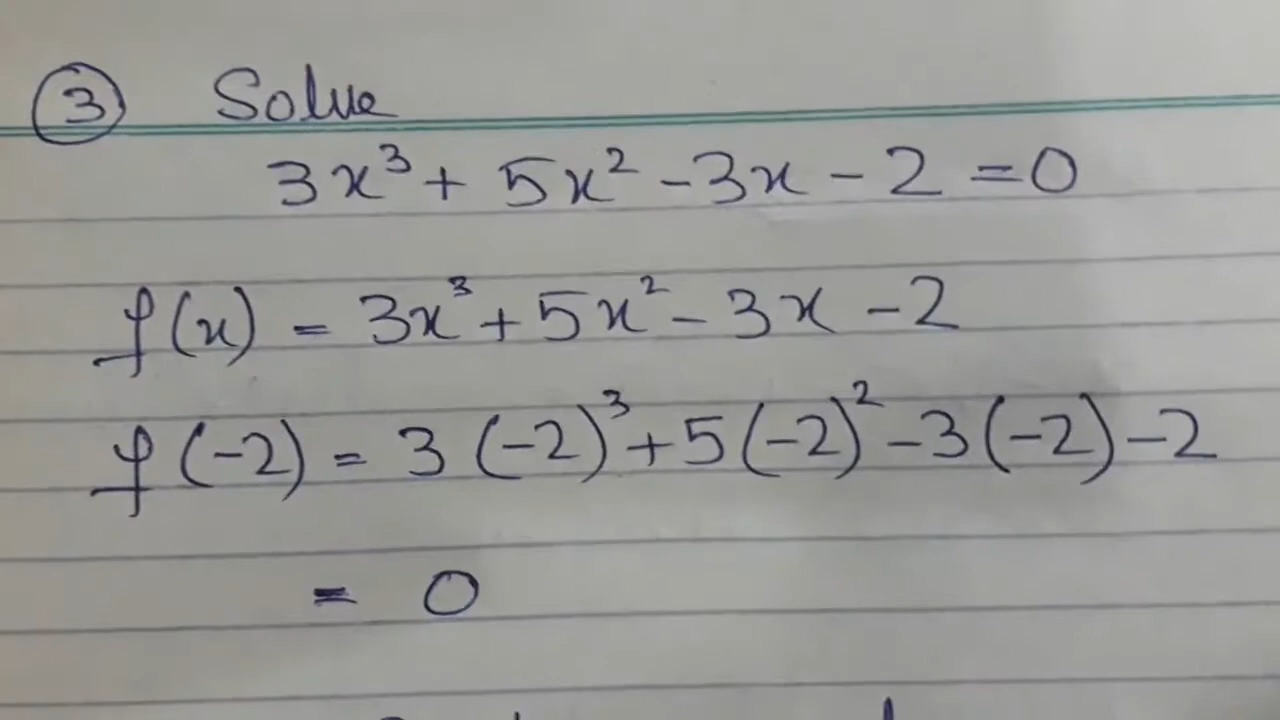 ③ Solve
3x³ + 5x² - 3x - 2 = 0
f(x) = 3x³ + 5x² - 3x - 2
f(-2) = 3(-2)³ + 5(-2)² - 3(-2) - 2
= 0